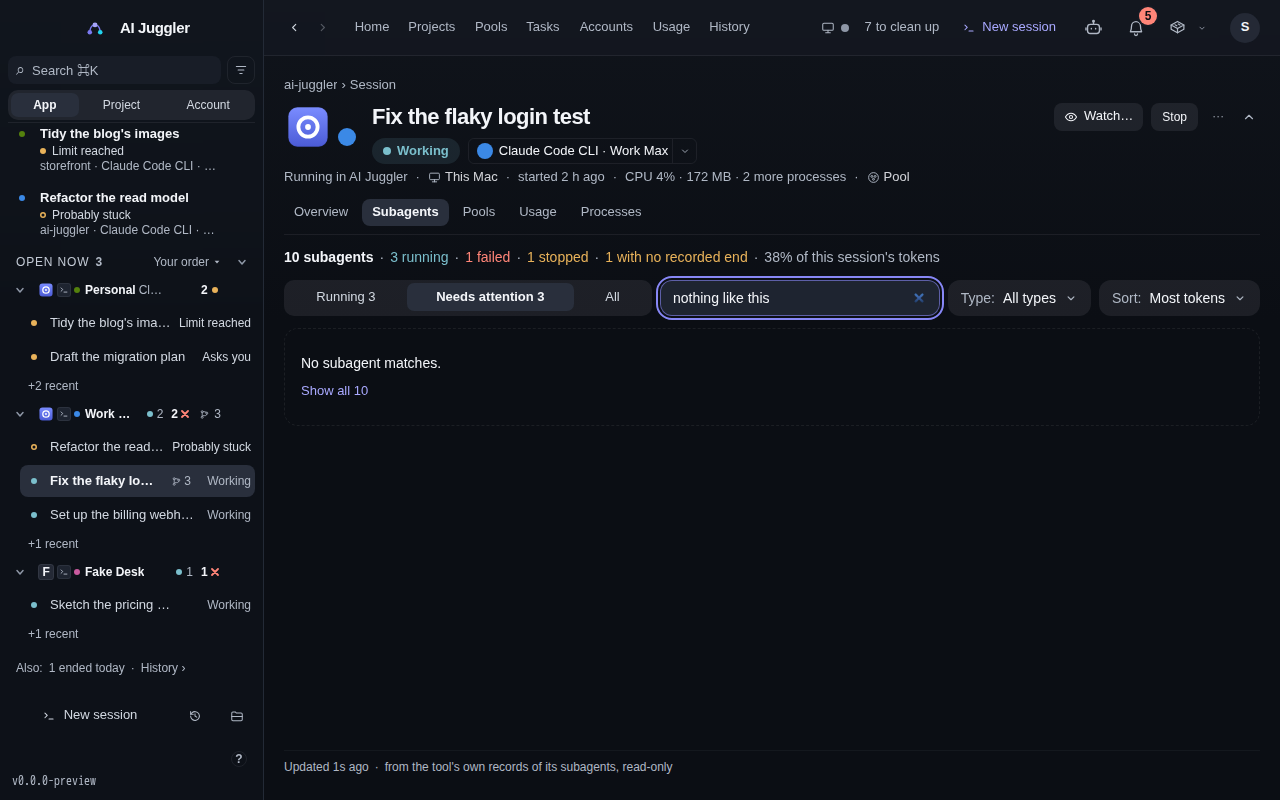 AI Juggler
Search ⌘K
App Project Account
Tidy the blog's images
Limit reached
storefront · Claude Code CLI · …
Refactor the read model
Probably stuck
ai-juggler · Claude Code CLI · …
OPEN NOW 3 Your order
Personal Cl… 2
Tidy the blog's ima… Limit reached
Draft the migration plan Asks you
+2 recent
Work … 2 2 3
Refactor the read… Probably stuck
Fix the flaky lo… 3 Working
Set up the billing webh… Working
+1 recent
F Fake Desk 1 1
Sketch the pricing … Working
+1 recent
Also: 1 ended today · History ›
New session
?
v0.0.0-preview
Home Projects Pools Tasks Accounts Usage History 7 to clean up New session 5 S
ai-juggler › Session
Fix the flaky login test
Watch… Stop ···
Working Claude Code CLI · Work Max
Running in AI Juggler · This Mac · started 2 h ago · CPU 4% · 172 MB · 2 more processes · Pool
Overview Subagents Pools Usage Processes
10 subagents · 3 running · 1 failed · 1 stopped · 1 with no recorded end · 38% of this session's tokens
Running 3 Needs attention 3 All nothing like this Type: All types Sort: Most tokens
No subagent matches.
Show all 10
Updated 1s ago · from the tool's own records of its subagents, read-only